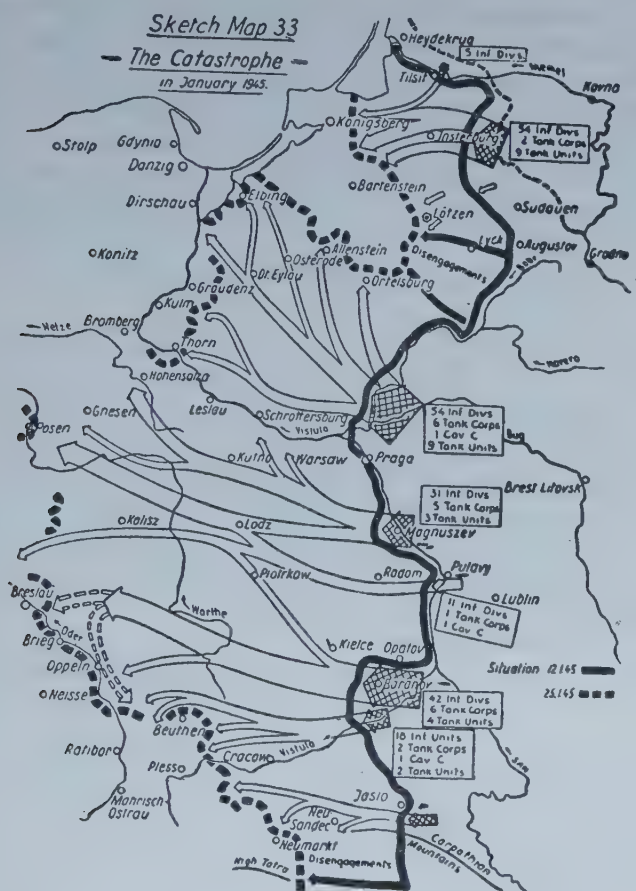 Sketch Map 33
The Catastrophe
in January 1945.
Heydekrug
5 Inf Divs.
Tilsit
Kovno
Königsberg
Insterburg
54 Inf Divs
2 Tank Corps
9 Tank Units
Stolp
Gdynia
Danzig
Bartenstein
Dirschau
Elbing
Lötzen
Sudauen
Konitz
Allenstein
Osterode
Dt. Eylau
Disengagements
Lyck
Augustov
Grodno
Bobr
Ortelsburg
Graudenz
Kulm
Netze
Bromberg
Thorn
Hohensalza
Narew
Gnesen
Leslau
Schrottersburg
Vistula
54 Inf Divs
6 Tank Corps
1 Cav C
9 Tank Units
Bug
Posen
Kutno
Warsaw
Praga
Brest Litovsk
31 Inf Divs
5 Tank Corps
3 Tank Units
Magnuszev
Kalisz
Lodz
Piotrkow
Radom
Pulavy
Lublin
11 Inf Divs
1 Tank Corps
1 Cav C
Breslau
Warthe
Brieg
Oder
Oppeln
Kielce
Opatov
Situation 12.1.45
25.1.45
Neisse
Baranov
42 Inf Divs
6 Tank Corps
4 Tank Units
Beuthen
18 Inf Units
2 Tank Corps
1 Cav C
2 Tank Units
San
Ratibor
Cracow
Vistula
Plesso
Mährisch-
Ostrau
Jaslo
Neu
Sandec
Neumarkt
Carpathian
Mountains
High Tatra
Disengagements